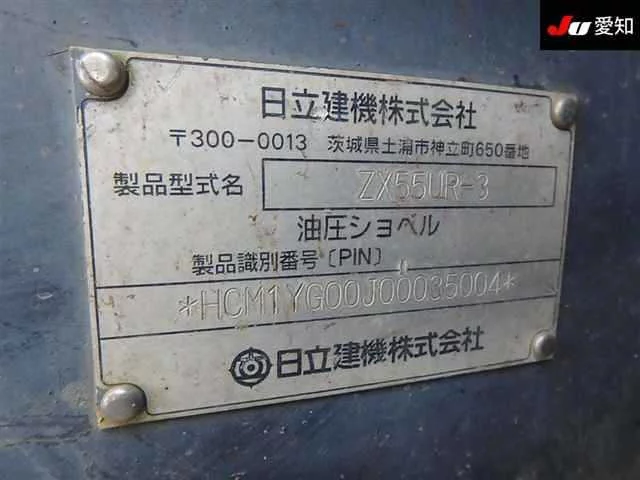 JU 愛知
日立建機株式会社
〒300-0013 茨城県土浦市神立町650番地
製品型式名 ZX55UR-3
油圧ショベル
製品識別番号〔PIN〕
*HCM1YG00J00035004*
日立建機株式会社